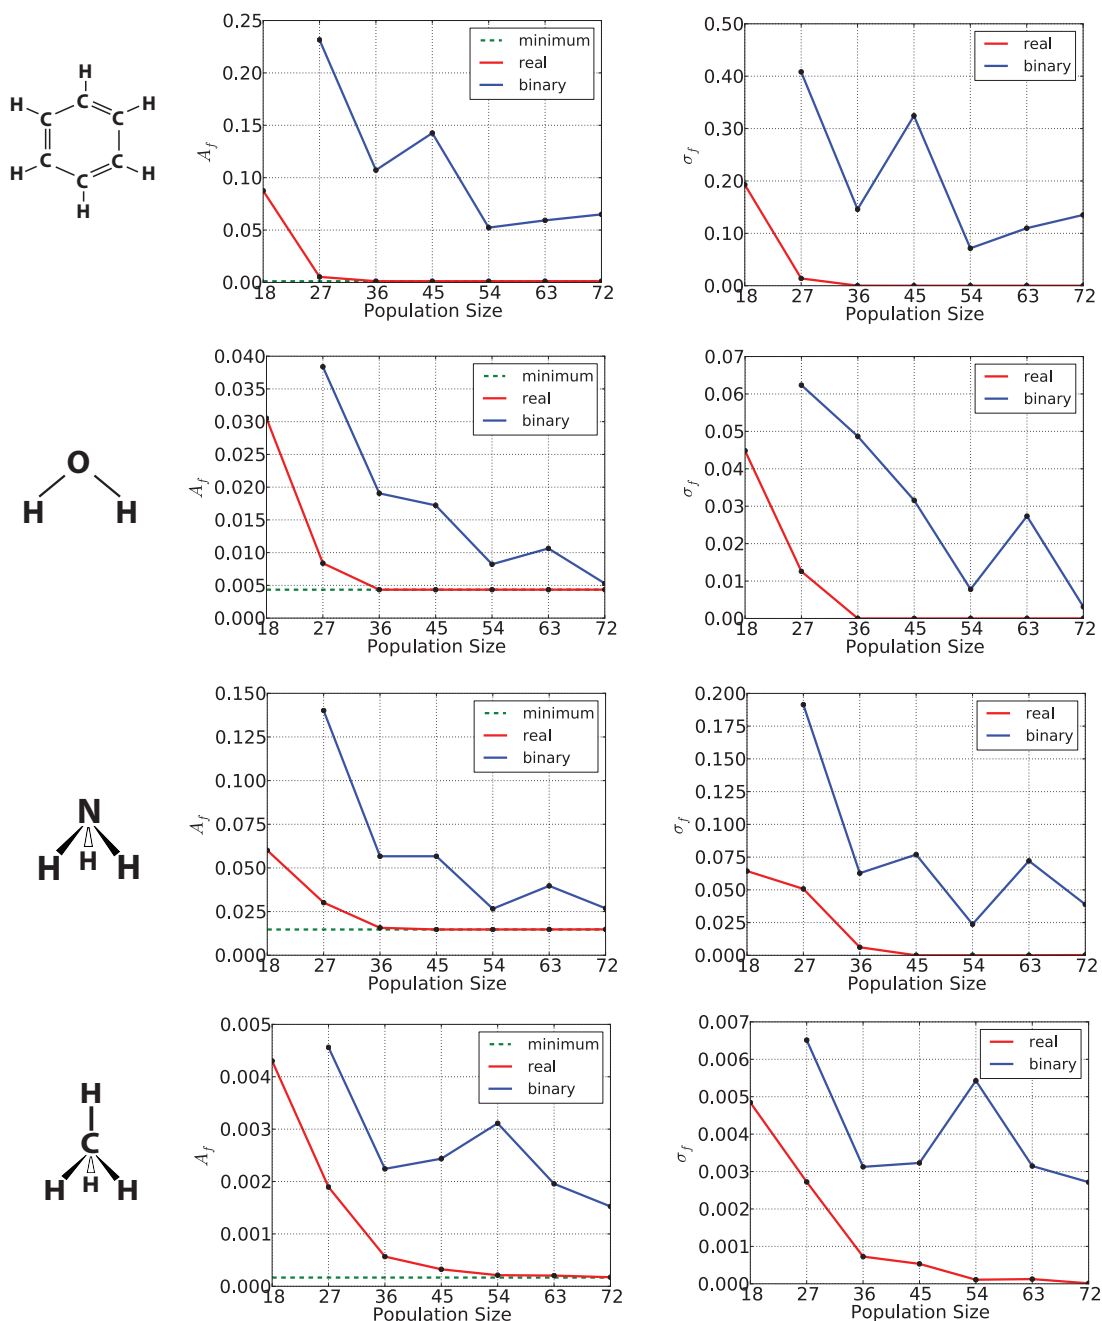 H
H H
C
C C
C C
H H
C
H
0.25
0.20
0.15
0.10
0.05
0.00
A_f
minimum
real
binary
18 27 36 45 54 63 72
Population Size
0.50
0.40
0.30
0.20
0.10
0.00
σ_f
real
binary
18 27 36 45 54 63 72
Population Size
O
H H
0.040
0.035
0.030
0.025
0.020
0.015
0.010
0.005
0.000
A_f
minimum
real
binary
18 27 36 45 54 63 72
Population Size
0.07
0.06
0.05
0.04
0.03
0.02
0.01
0.00
σ_f
real
binary
18 27 36 45 54 63 72
Population Size
N
H H H
0.150
0.125
0.100
0.075
0.050
0.025
0.000
A_f
minimum
real
binary
18 27 36 45 54 63 72
Population Size
0.200
0.175
0.150
0.125
0.100
0.075
0.050
0.025
0.000
σ_f
real
binary
18 27 36 45 54 63 72
Population Size
H
C
H H H
0.005
0.004
0.003
0.002
0.001
0.000
A_f
minimum
real
binary
18 27 36 45 54 63 72
Population Size
0.007
0.006
0.005
0.004
0.003
0.002
0.001
0.000
σ_f
real
binary
18 27 36 45 54 63 72
Population Size